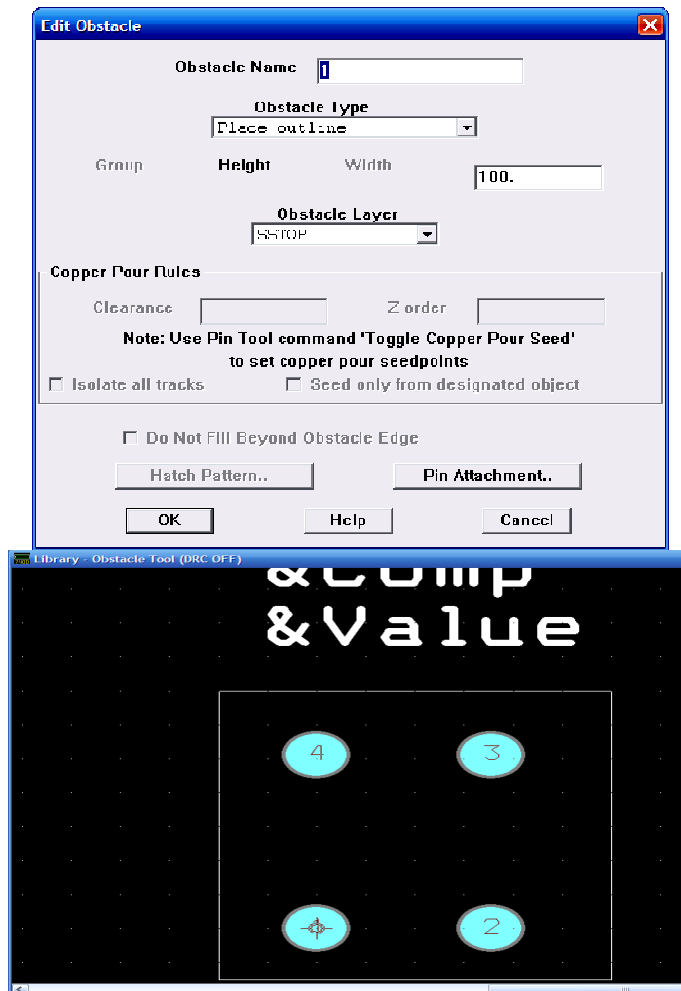 Edit Obstacle
Obstacle Name 1
Obstacle Type
Place outline
Group Height Width 100.
Obstacle Layer
SSTOP
Copper Pour Rules
Clearance Z order
Note: Use Pin Tool command 'Toggle Copper Pour Seed'
to set copper pour seedpoints
Isolate all tracks Seed only from designated object
Do Not Fill Beyond Obstacle Edge
Hatch Pattern.. Pin Attachment..
OK Help Cancel
Library - Obstacle Tool (DRC OFF)
&Comp
&Value
4 3
2